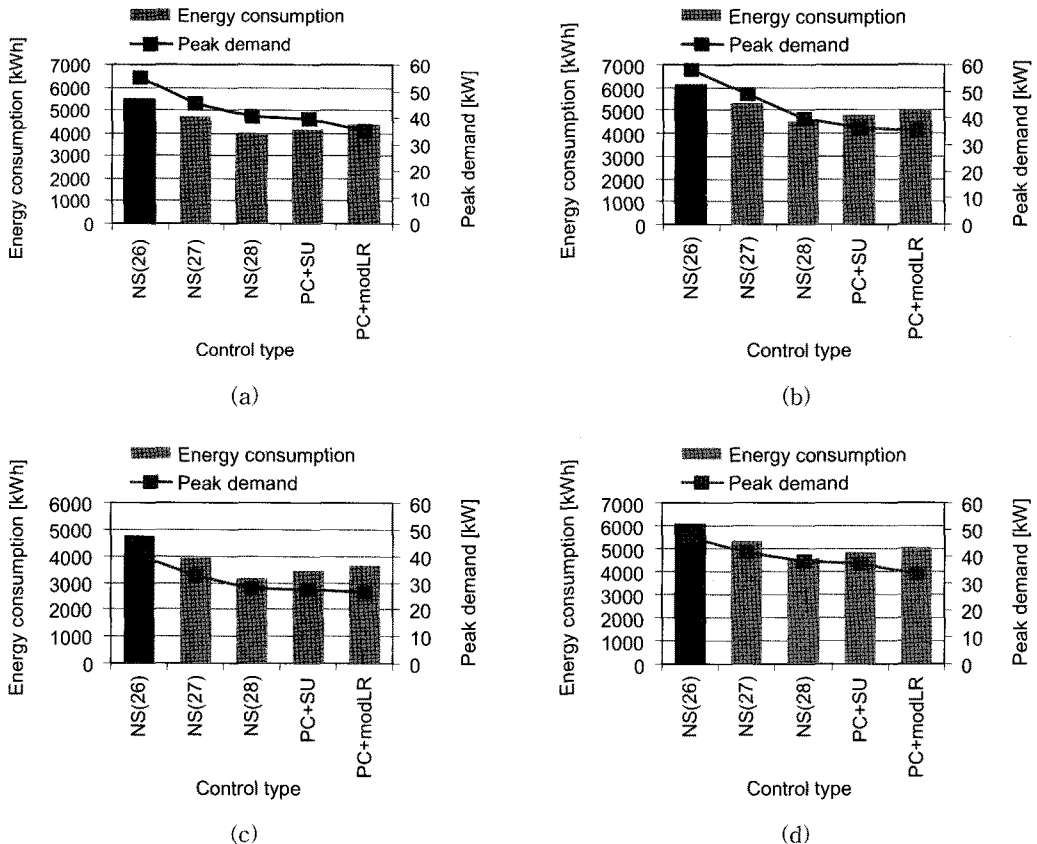 Energy consumption
Peak demand
Energy consumption [kWh]
7000
6000
5000
4000
3000
2000
1000
0
60
50
40
30
20
10
0
Peak demand [kW]
NS(26)
NS(27)
NS(28)
PC+SU
PC+modLR
Control type
(a)
Energy consumption
Peak demand
Energy consumption [kWh]
7000
6000
5000
4000
3000
2000
1000
0
60
50
40
30
20
10
0
Peak demand [kW]
NS(26)
NS(27)
NS(28)
PC+SU
PC+modLR
Control type
(b)
Energy consumption
Peak demand
Energy consumption [kWh]
6000
5000
4000
3000
2000
1000
0
60
50
40
30
20
10
0
Peak demand [kW]
NS(26)
NS(27)
NS(28)
PC+SU
PC+modLR
Control type
(c)
Energy consumption
Peak demand
Energy consumption [kWh]
7000
6000
5000
4000
3000
2000
1000
0
60
50
40
30
20
10
0
Peak demand [kW]
NS(26)
NS(27)
NS(28)
PC+SU
PC+modLR
Control type
(d)